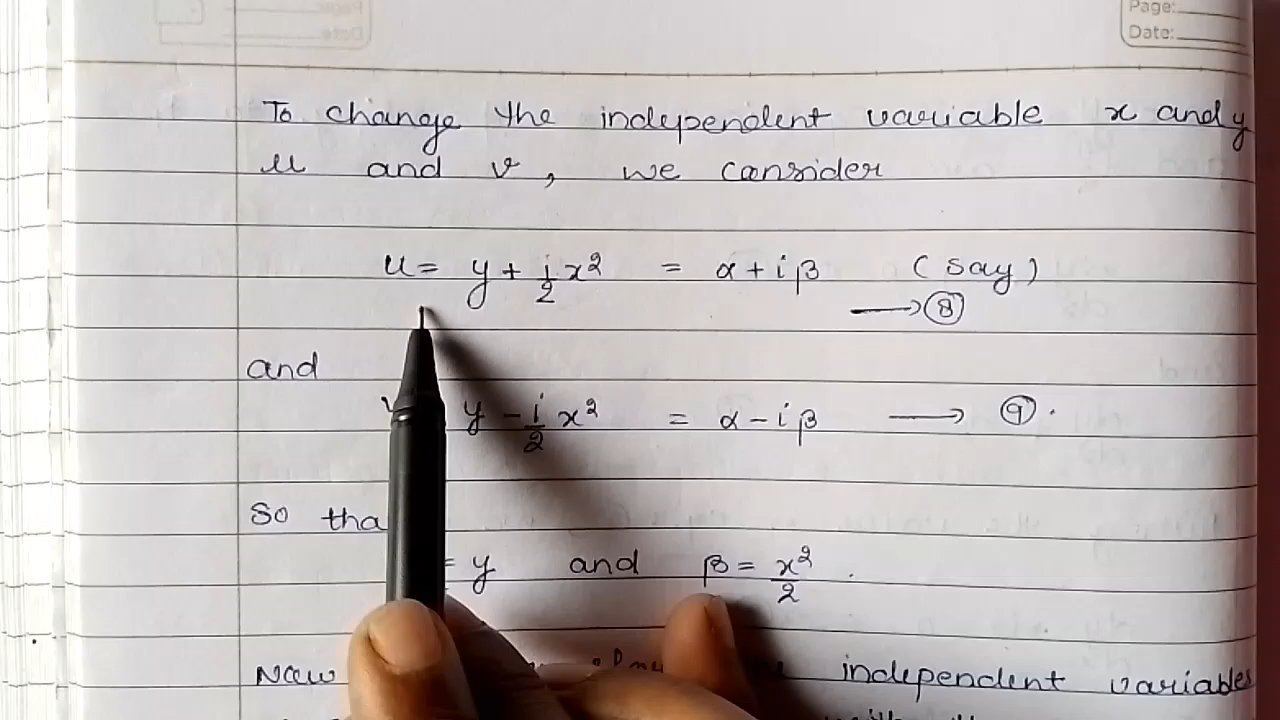 Page:
Date:
To change the independent variable x and y
u and v, we consider
u = y + i/2 x² = α + iβ (say)
⟶ ⑧
and
y - i/2 x² = α - iβ ⟶ ⑨.
So tha
= y and β = x²/2.
Now independent variables